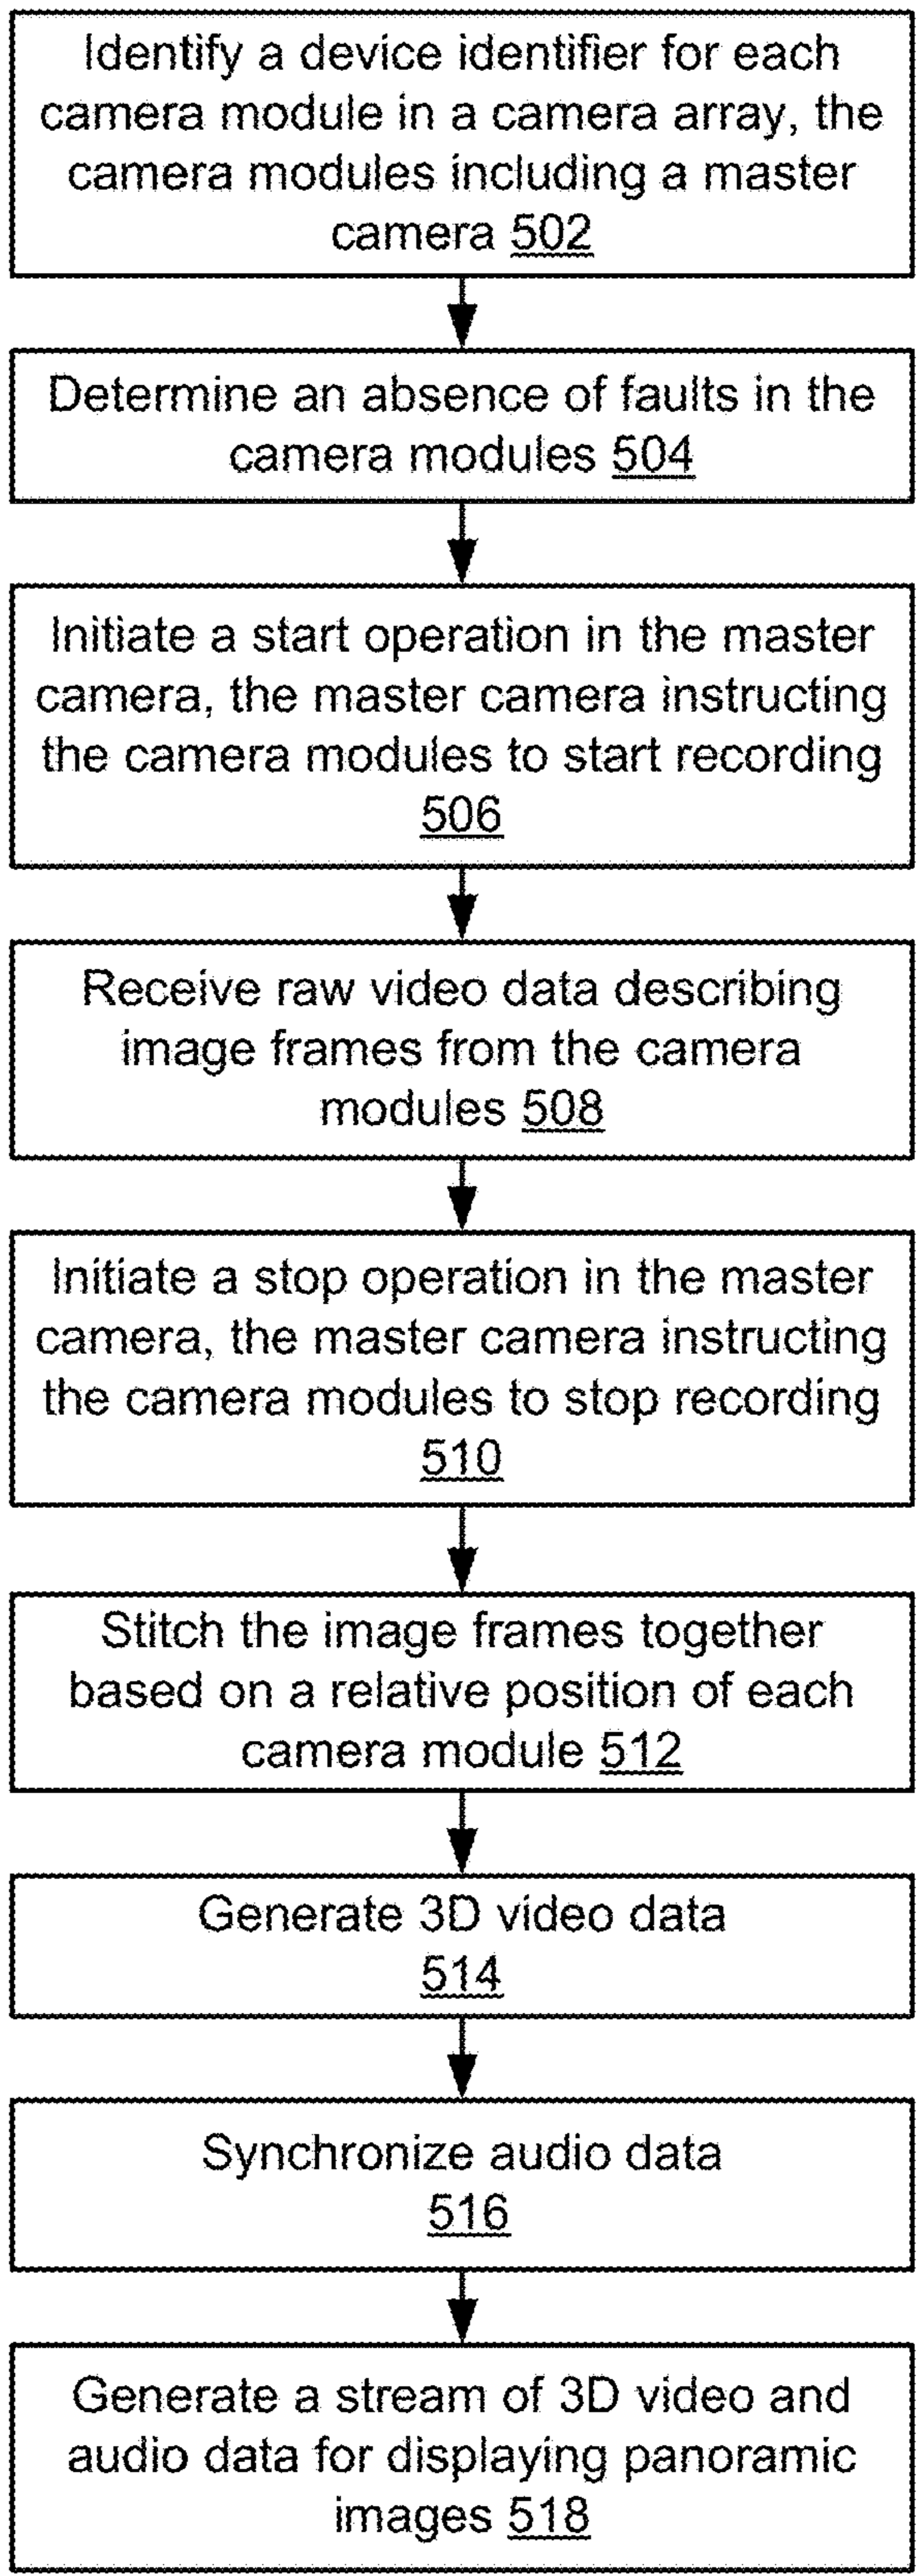 Identify a device identifier for each
camera module in a camera array, the
camera modules including a master
camera 502
Determine an absence of faults in the
camera modules 504
Initiate a start operation in the master
camera, the master camera instructing
the camera modules to start recording
506
Receive raw video data describing
image frames from the camera
modules 508
Initiate a stop operation in the master
camera, the master camera instructing
the camera modules to stop recording
510
Stitch the image frames together
based on a relative position of each
camera module 512
Generate 3D video data
514
Synchronize audio data
516
Generate a stream of 3D video and
audio data for displaying panoramic
images 518